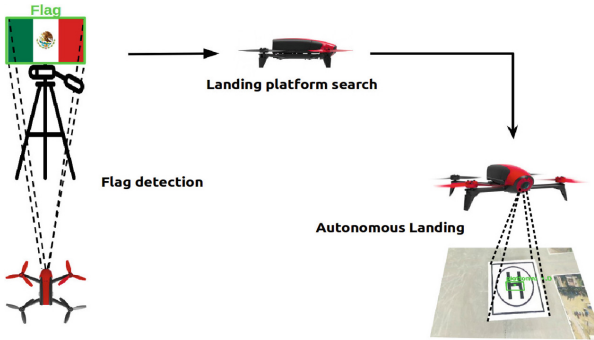 Flag
Landing platform search
Flag detection
Autonomous Landing
H